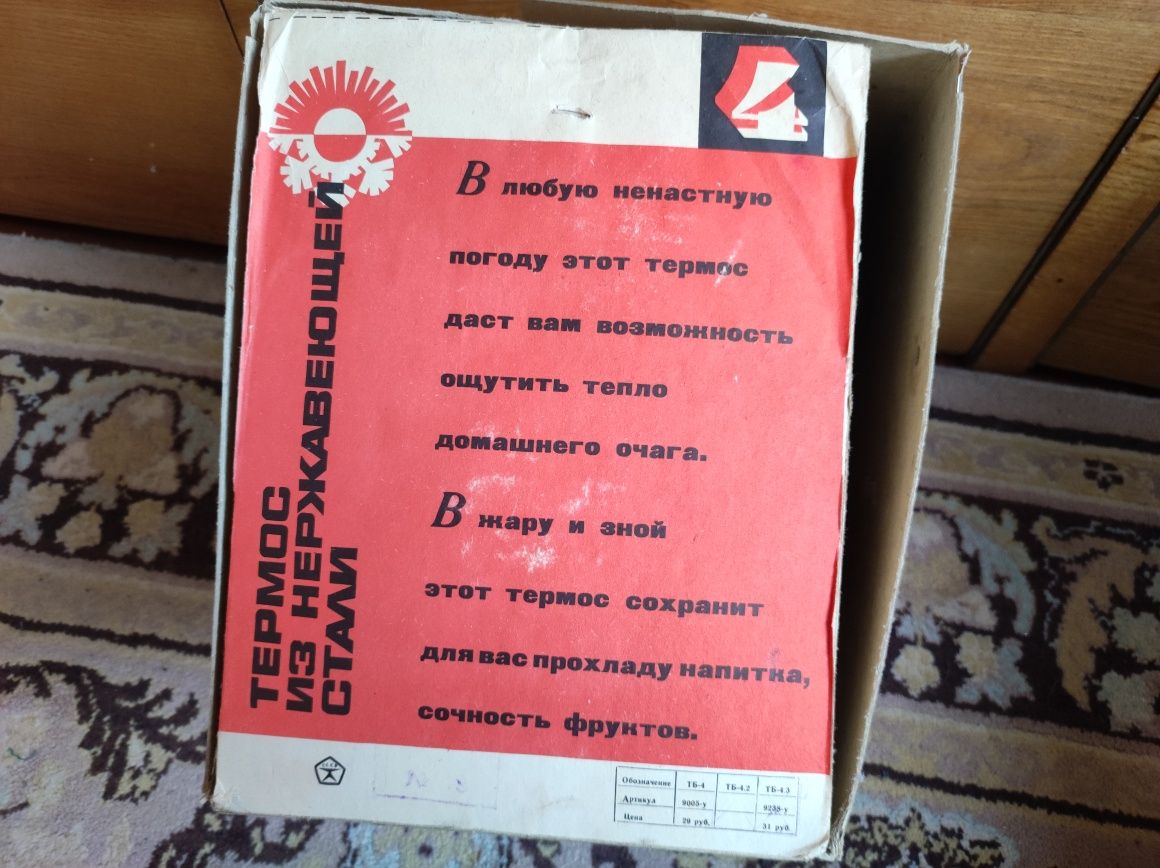 ТЕРМОС
ИЗ НЕРЖАВЕЮЩЕЙ
СТАЛИ
В любую ненастную
погоду этот термос
даст вам возможность
ощутить тепло
домашнего очага.
В жару и зной
этот термос сохранит
для вас прохладу напитка,
сочность фруктов.
СССР
Обозначение ТБ-4 ТБ-4.2 ТБ-4.3
Артикул 9005-у 9238-у
Цена 29 руб. 31 руб.